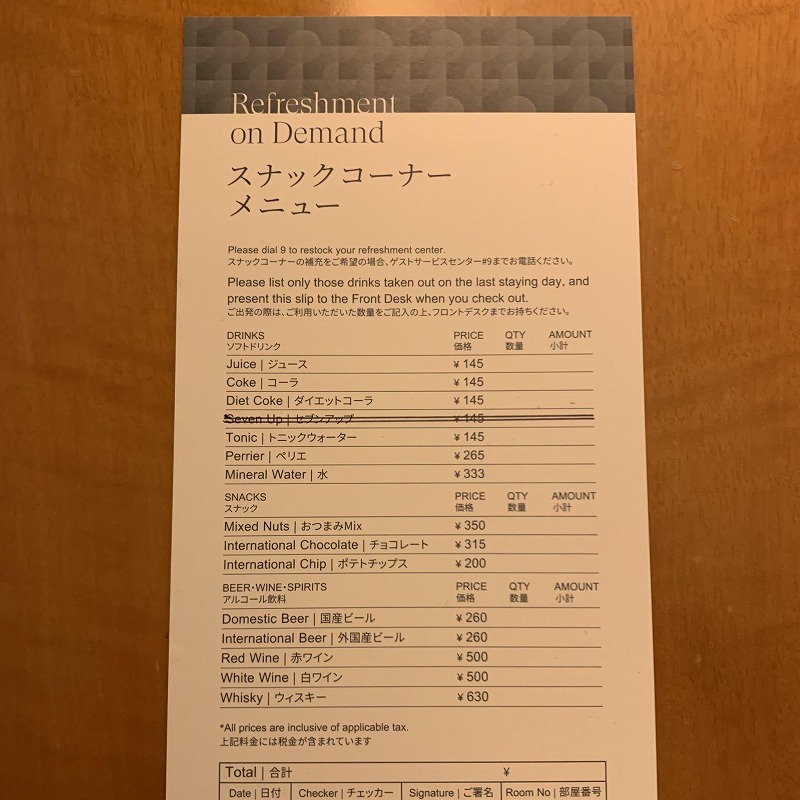 Refreshment
on Demand
スナックコーナー
メニュー
Please dial 9 to restock your refreshment center.
スナックコーナーの補充をご希望の場合、ゲストサービスセンター#9までお電話ください。
Please list only those drinks taken out on the last staying day, and
present this slip to the Front Desk when you check out.
ご出発の際は、ご利用いただいた数量をご記入の上、フロントデスクまでお持ちください。
DRINKS PRICE QTY AMOUNT
ソフトドリンク 価格 数量 小計
Juice | ジュース ¥ 145
Coke | コーラ ¥ 145
Diet Coke | ダイエットコーラ ¥ 145
Seven Up | セブンアップ ¥ 145
Tonic | トニックウォーター ¥ 145
Perrier | ペリエ ¥ 265
Mineral Water | 水 ¥ 333
SNACKS PRICE QTY AMOUNT
スナック 価格 数量 小計
Mixed Nuts | おつまみMix ¥ 350
International Chocolate | チョコレート ¥ 315
International Chip | ポテトチップス ¥ 200
BEER・WINE・SPIRITS PRICE QTY AMOUNT
アルコール飲料 価格 数量 小計
Domestic Beer | 国産ビール ¥ 260
International Beer | 外国産ビール ¥ 260
Red Wine | 赤ワイン ¥ 500
White Wine | 白ワイン ¥ 500
Whisky | ウィスキー ¥ 630
*All prices are inclusive of applicable tax.
上記料金には税金が含まれています
Total | 合計 ¥
Date | 日付 Checker | チェッカー Signature | ご署名 Room No | 部屋番号